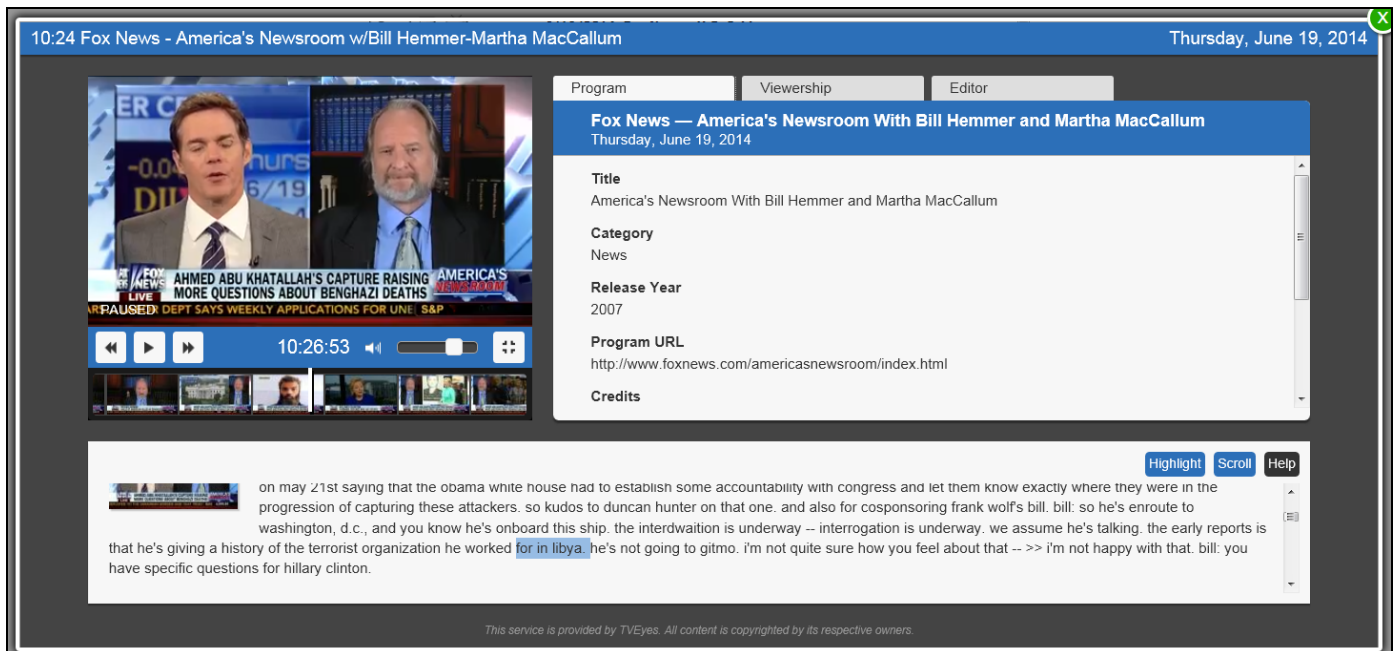 X
10:24 Fox News - America's Newsroom w/Bill Hemmer-Martha MacCallum
Thursday, June 19, 2014
ER C
-0.04
hurs
6/19
DI
FOX
NEWS
LIVE
AHMED ABU KHATALLAH'S CAPTURE RAISING
MORE QUESTIONS ABOUT BENGHAZI DEATHS
AMERICA'S
NEWSROOM
PAUSED
DEPT SAYS WEEKLY APPLICATIONS FOR UNE S&P
10:26:53
Program
Viewership
Editor
Fox News — America's Newsroom With Bill Hemmer and Martha MacCallum
Thursday, June 19, 2014
Title
America's Newsroom With Bill Hemmer and Martha MacCallum
Category
News
Release Year
2007
Program URL
http://www.foxnews.com/americasnewsroom/index.html
Credits
Highlight
Scroll
Help
on may 21st saying that the obama white house had to establish some accountability with congress and let them know exactly where they were in the
progression of capturing these attackers. so kudos to duncan hunter on that one. and also for cosponsoring frank wolf's bill. bill: so he's enroute to
washington, d.c., and you know he's onboard this ship. the interdwaition is underway -- interrogation is underway. we assume he's talking. the early reports is
that he's giving a history of the terrorist organization he worked for in libya. he's not going to gitmo. i'm not quite sure how you feel about that -- >> i'm not happy with that. bill: you
have specific questions for hillary clinton.
This service is provided by TVEyes. All content is copyrighted by its respective owners.